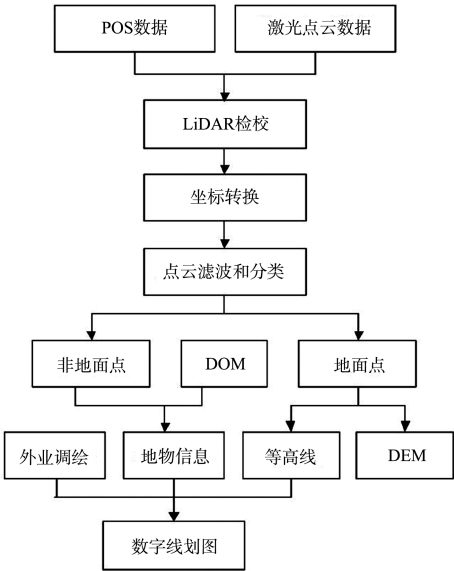 POS数据
激光点云数据
LiDAR检校
坐标转换
点云滤波和分类
非地面点
DOM
地面点
外业调绘
地物信息
等高线
DEM
数字线划图